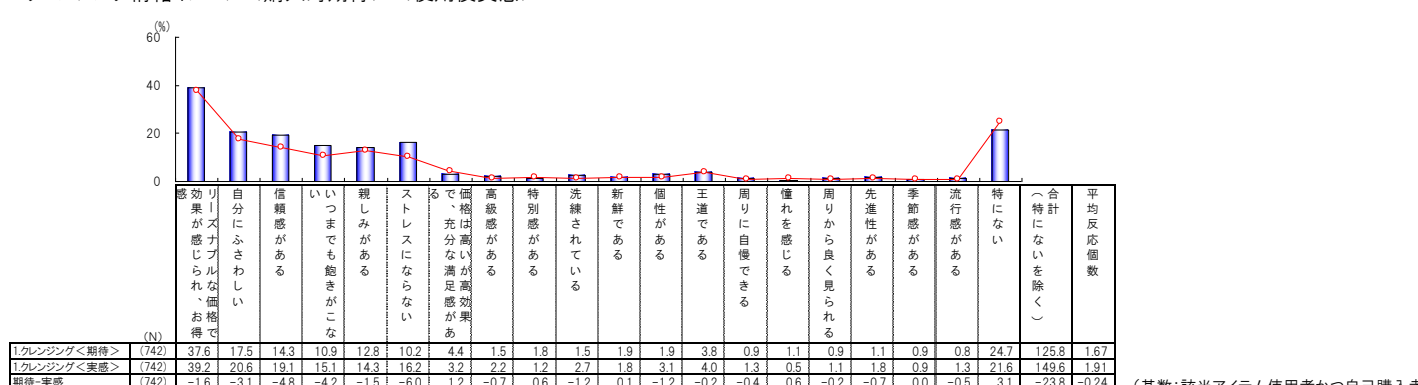 (%)
60
40
20
0
リーズナブルな価格で効果が感じられ、お得感
自分にふさわしい
信頼感がある
いつまでも飽きがこない
親しみがある
ストレスにならない
価格は高いが高効果で、充分な満足感がある
高級感がある
特別感がある
洗練されている
新鮮である
個性がある
王道である
周りに自慢できる
憧れを感じる
周りから良く見られる
先進性がある
季節感がある
流行感がある
特にない
合計（特にないを除く）
平均反応個数
(N)
1.クレンジング＜期待＞ (742) 37.6 17.5 14.3 10.9 12.8 10.2 4.4 1.5 1.8 1.5 1.9 1.9 3.8 0.9 1.1 0.9 1.1 0.9 0.8 24.7 125.8 1.67
1.クレンジング＜実感＞ (742) 39.2 20.6 19.1 15.1 14.3 16.2 3.2 2.2 1.2 2.7 1.8 3.1 4.0 1.3 0.5 1.1 1.8 0.9 1.3 21.6 149.6 1.91
期待-実感 (742) -1.6 -3.1 -4.8 -4.2 -1.5 -6.0 1.2 -0.7 0.6 -1.2 0.1 -1.2 -0.2 -0.4 0.6 -0.2 -0.7 0.0 -0.5 3.1 -23.8 -0.24